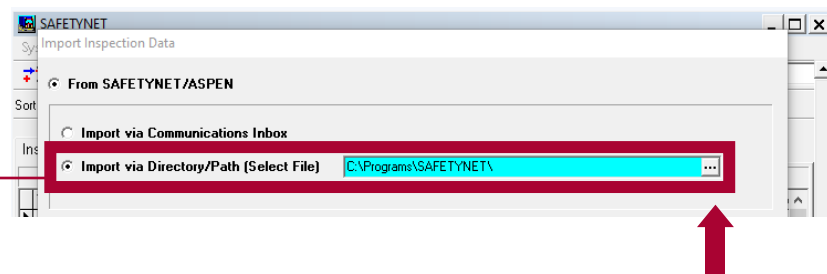 SAFETYNET
Sys
Import Inspection Data
From SAFETYNET/ASPEN
Sort
Import via Communications Inbox
Ins
Import via Directory/Path (Select File) C:\Programs\SAFETYNET\ ...